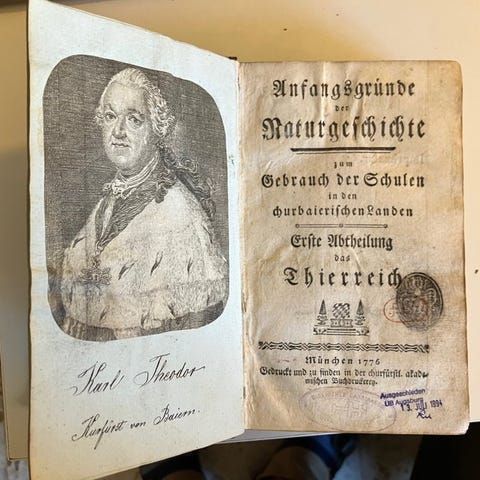 Karl Theodor
Kurfürst von Baiern.
Anfangsgründe
der
Naturgeschichte
zum
Gebrauch der Schulen
in den
churbaierischen Landen
Erste Abtheilung
das
Thierreich
München 1776
Gedruckt und zu finden in der churfürstl. akade-
mischen Buchdruckerey.
Ausgeschieden
UB Augsburg
13. JULI 1994